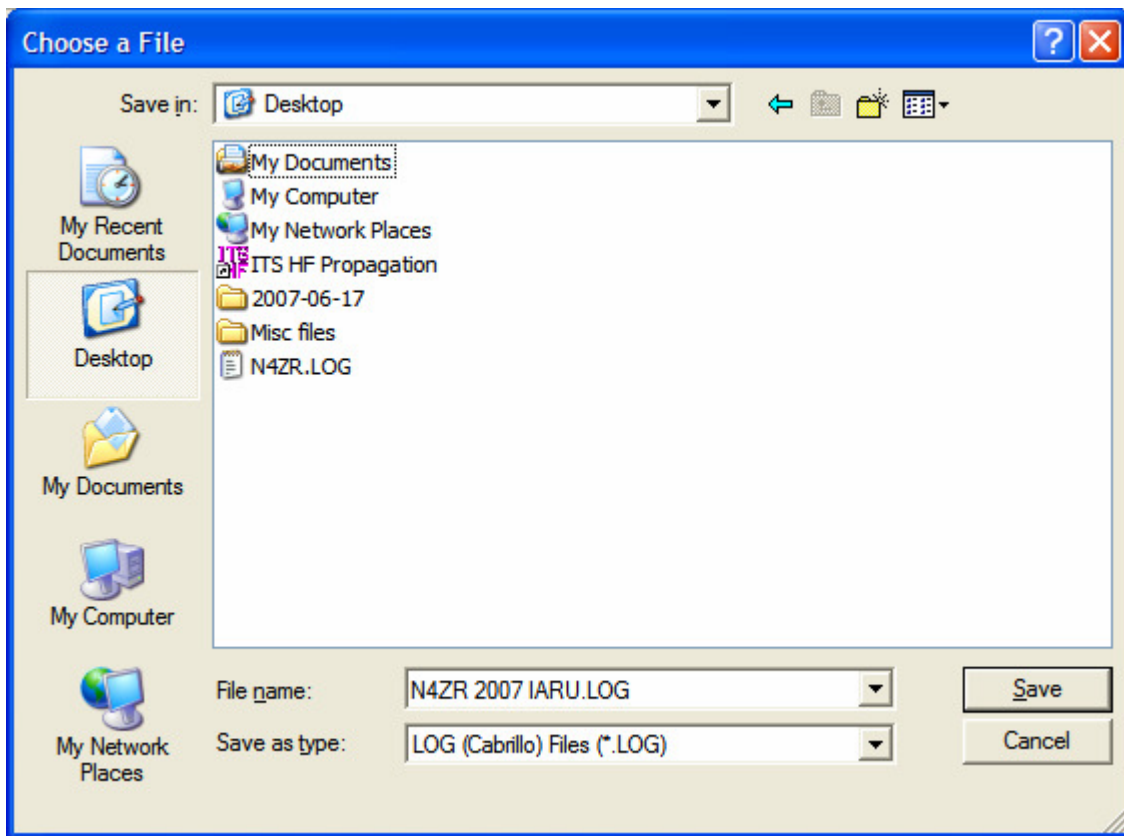 Choose a File
Save in:
Desktop
My Recent
Documents
Desktop
My Documents
My Computer
My Network
Places
My Documents
My Computer
My Network Places
ITS HF Propagation
2007-06-17
Misc files
N4ZR.LOG
File name:
N4ZR 2007 IARU.LOG
Save
Save as type:
LOG (Cabrillo) Files (*.LOG)
Cancel